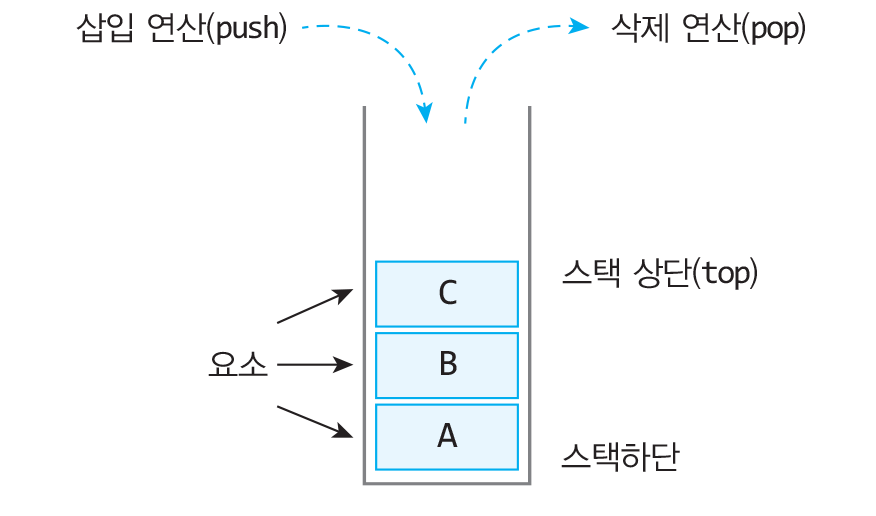 삽입 연산(push)
삭제 연산(pop)
스택 상단(top)
C
요소
B
A
스택하단